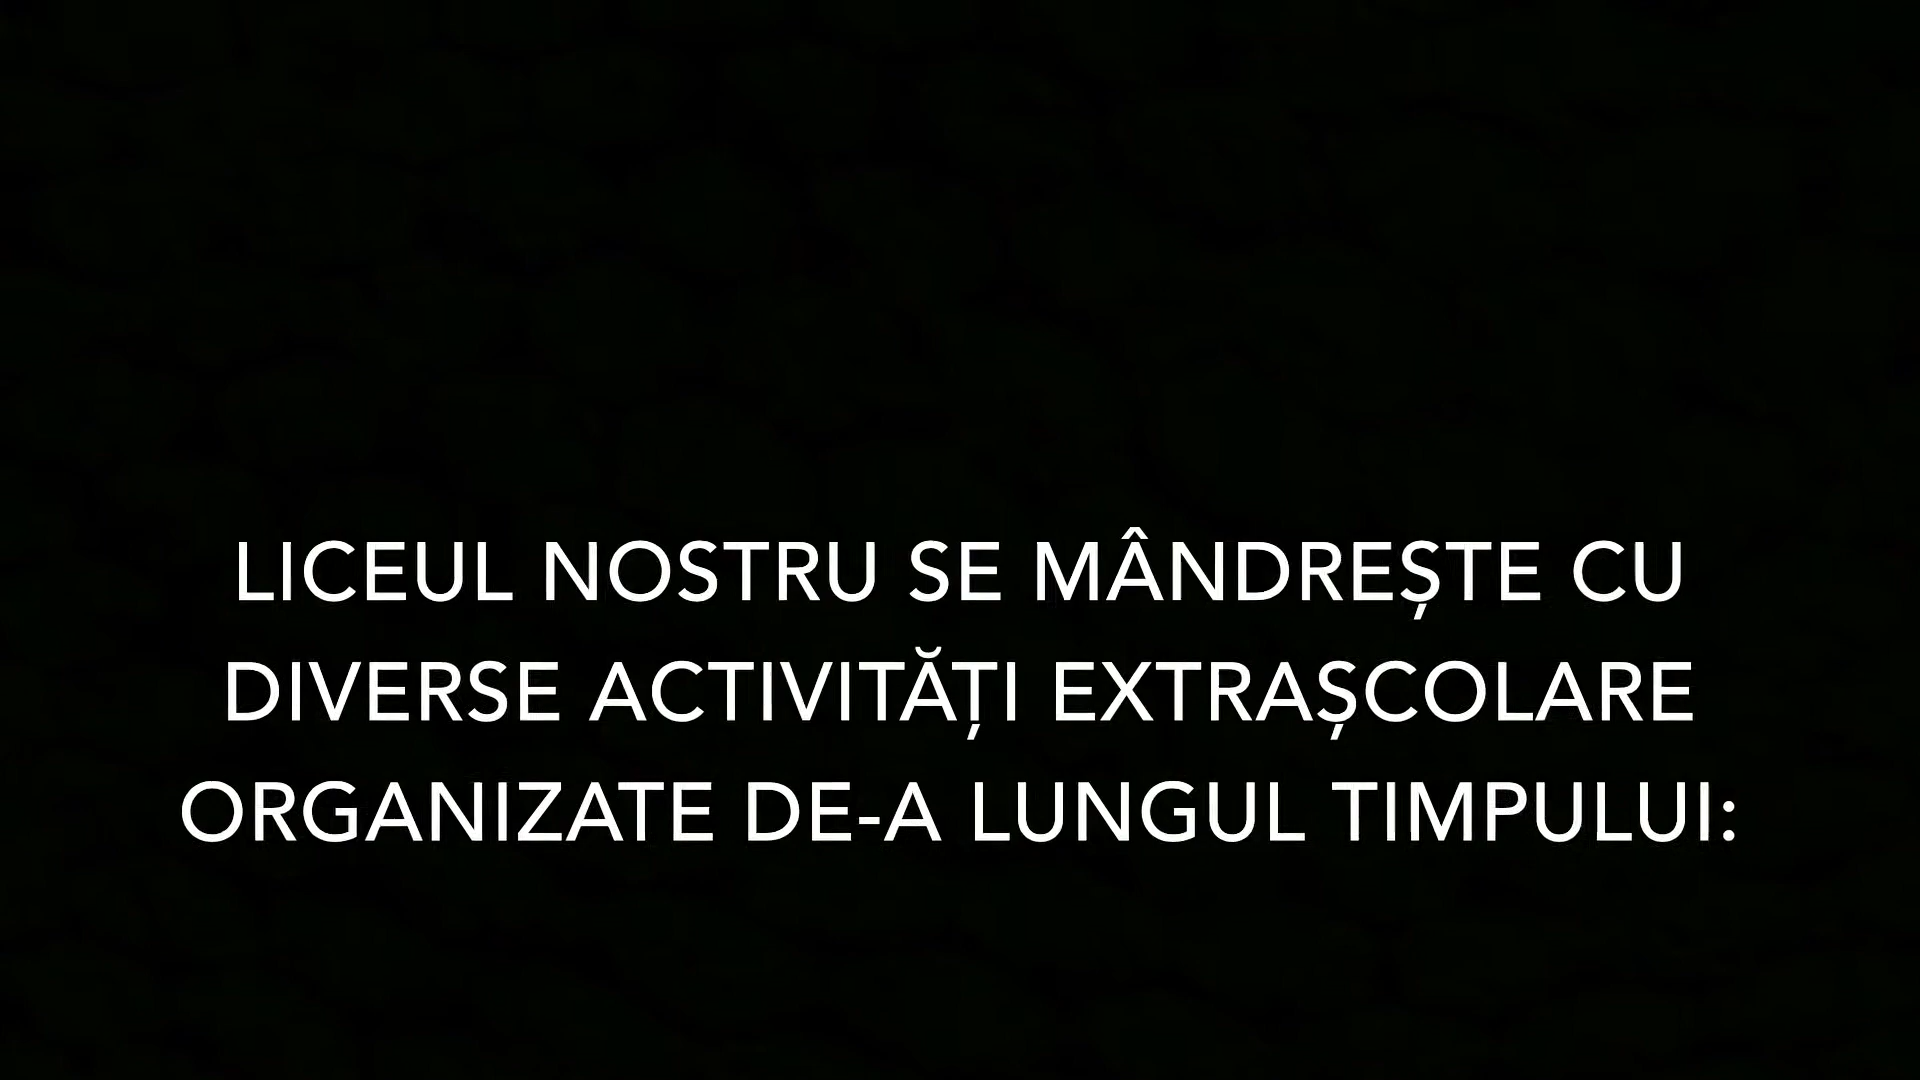 LICEUL NOSTRU SE MÂNDREȘTE CU
DIVERSE ACTIVITĂȚI EXTRAȘCOLARE
ORGANIZATE DE-A LUNGUL TIMPULUI: